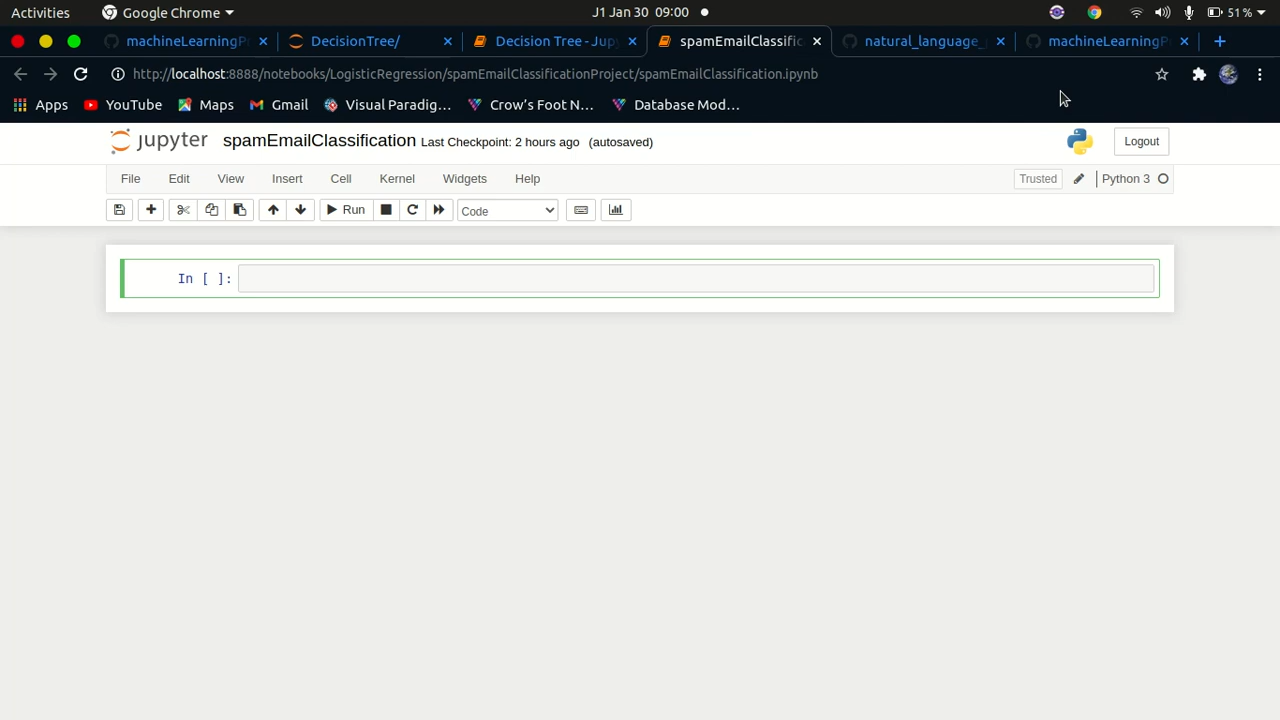 Activities Google Chrome J1 Jan 30 09:00 51 %
machineLearningP DecisionTree/ Decision Tree - Jup spamEmailClassific natural_language_ machineLearningP
http://localhost:8888/notebooks/LogisticRegression/spamEmailClassificationProject/spamEmailClassification.ipynb
Apps YouTube Maps Gmail Visual Paradig... Crow's Foot N... Database Mod...
jupyter spamEmailClassification Last Checkpoint: 2 hours ago (autosaved) Logout
File Edit View Insert Cell Kernel Widgets Help Trusted Python 3
Run Code
In [ ]: